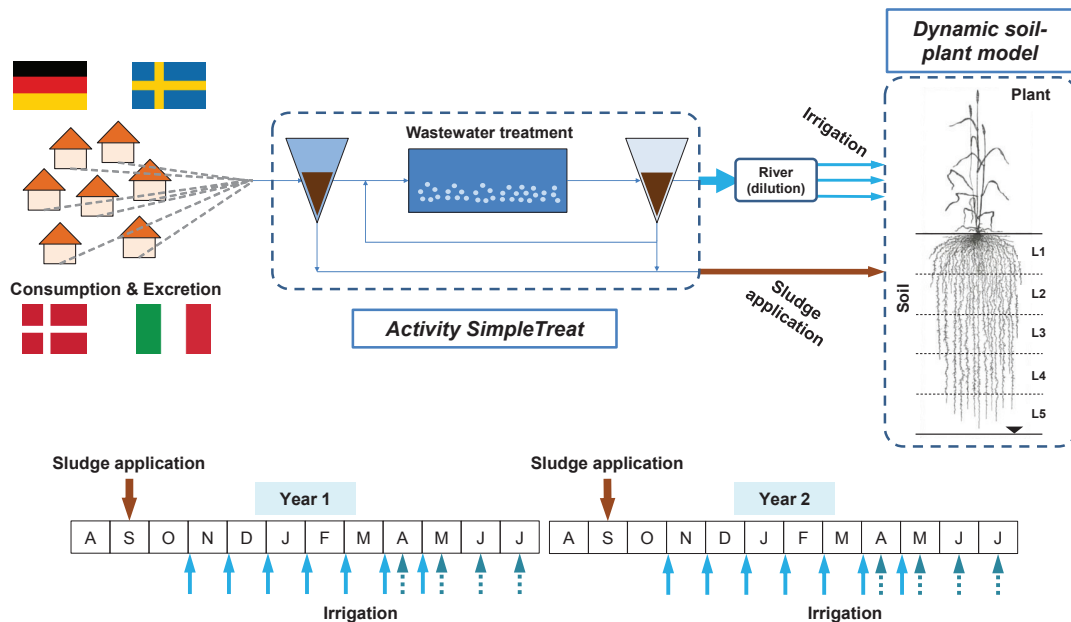 Dynamic soil-
plant model
Plant
Wastewater treatment
Irrigation
River
(dilution)
L1
Soil
L2
L3
L4
L5
Consumption & Excretion
Sludge
application
Activity SimpleTreat
Sludge application
Year 1
A S O N D J F M A M J J
Irrigation
Sludge application
Year 2
A S O N D J F M A M J J
Irrigation